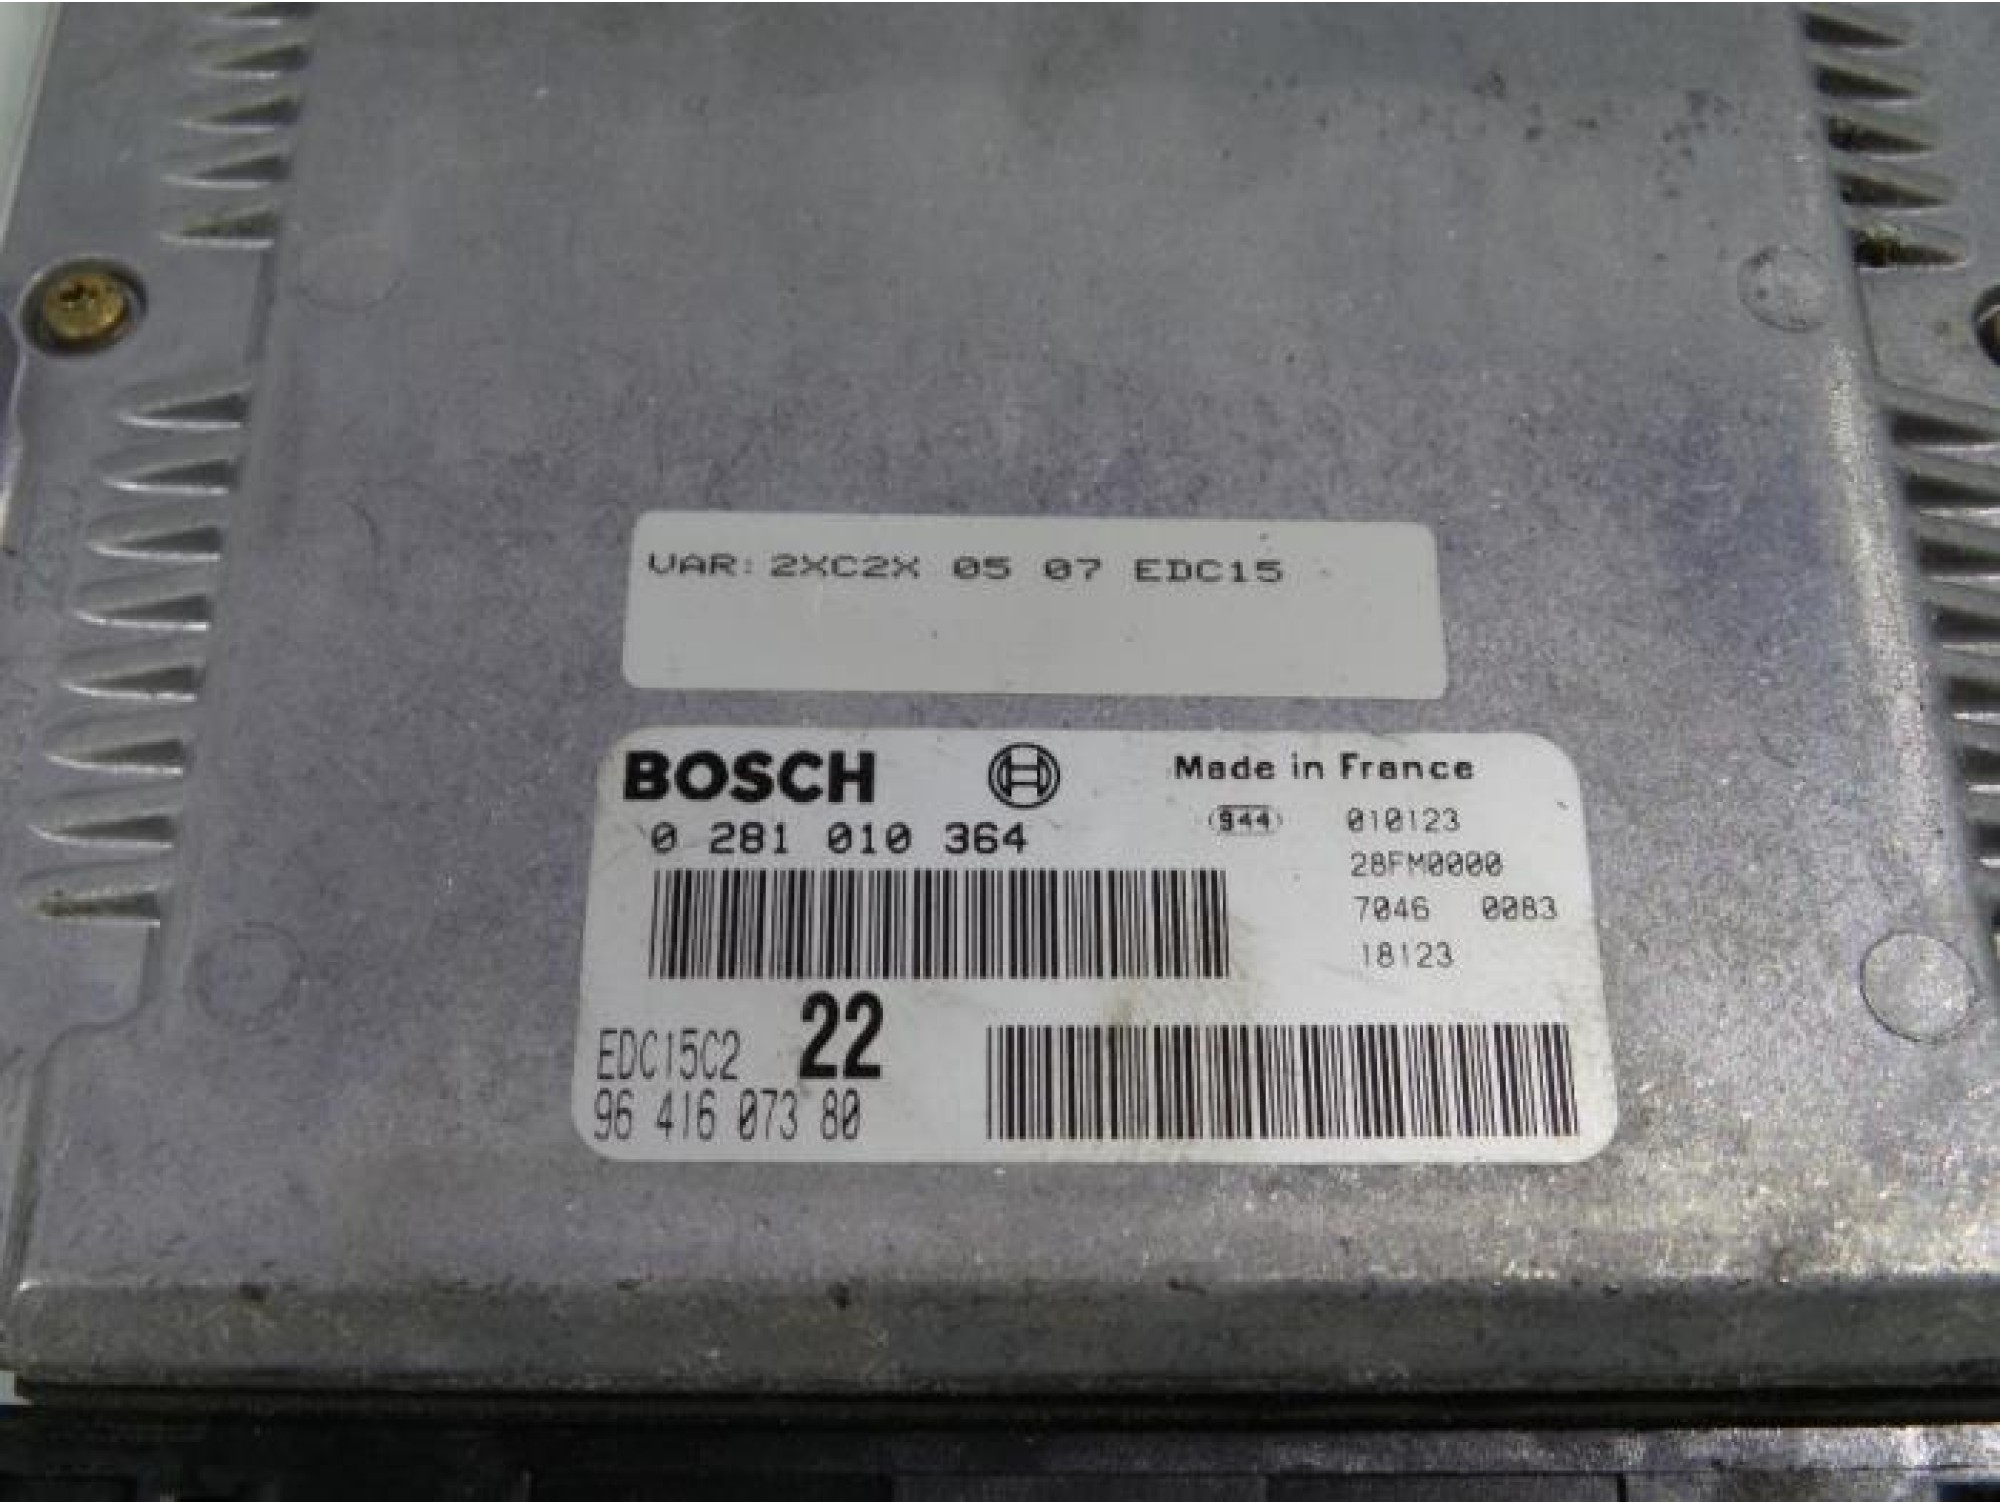 VAR: 2XC2X 05 07 EDC15
BOSCH
Made in France
0 281 010 364
944
010123
28FM0000
7046 0083
18123
EDC15C2 22
96 416 073 80